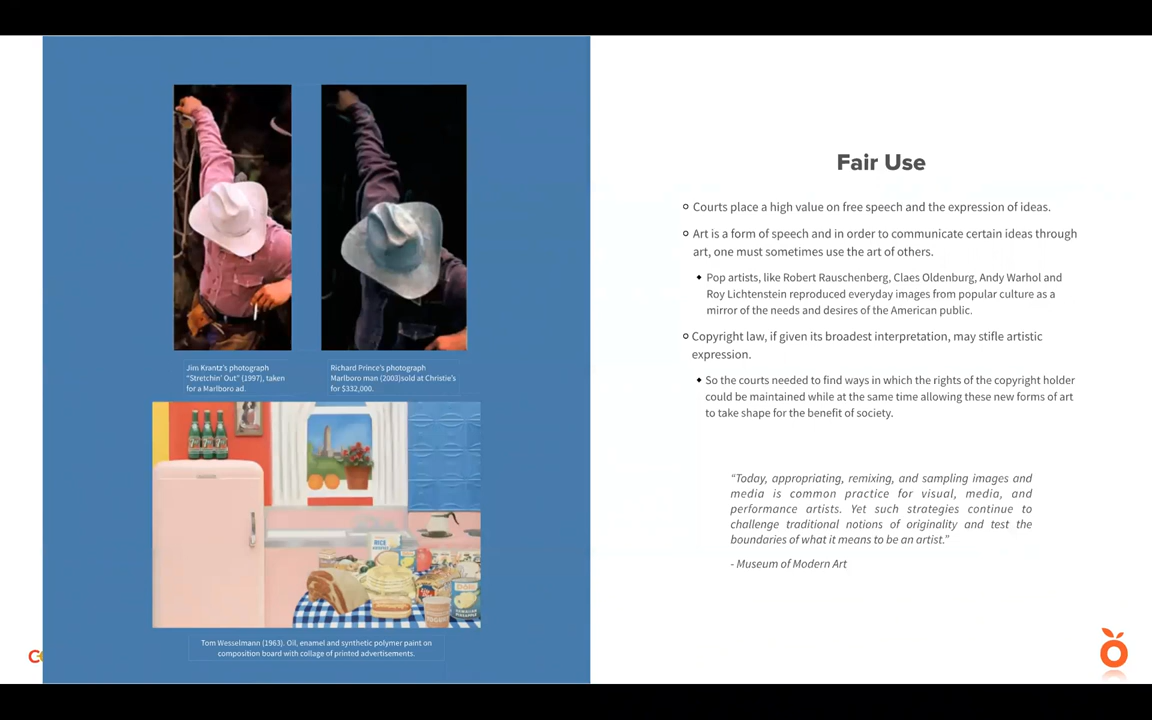 Jim Krantz's photograph
"Stretchin' Out" (1997), taken
for a Marlboro ad.
Richard Prince's photograph
Marlboro man (2003)sold at Christie's
for $332,000.
RICE
Tom Wesselmann (1963). Oil, enamel and synthetic polymer paint on
composition board with collage of printed advertisements.
Fair Use
Courts place a high value on free speech and the expression of ideas.
Art is a form of speech and in order to communicate certain ideas through
art, one must sometimes use the art of others.
Pop artists, like Robert Rauschenberg, Claes Oldenburg, Andy Warhol and
Roy Lichtenstein reproduced everyday images from popular culture as a
mirror of the needs and desires of the American public.
Copyright law, if given its broadest interpretation, may stifle artistic
expression.
So the courts needed to find ways in which the rights of the copyright holder
could be maintained while at the same time allowing these new forms of art
to take shape for the benefit of society.
"Today, appropriating, remixing, and sampling images and
media is common practice for visual, media, and
performance artists. Yet such strategies continue to
challenge traditional notions of originality and test the
boundaries of what it means to be an artist."
- Museum of Modern Art